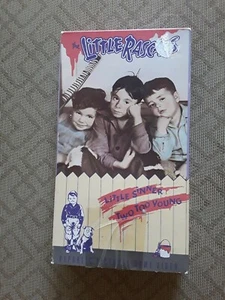 the LITTLE RASCALS
LITTLE SINNER
TWO TOO YOUNG